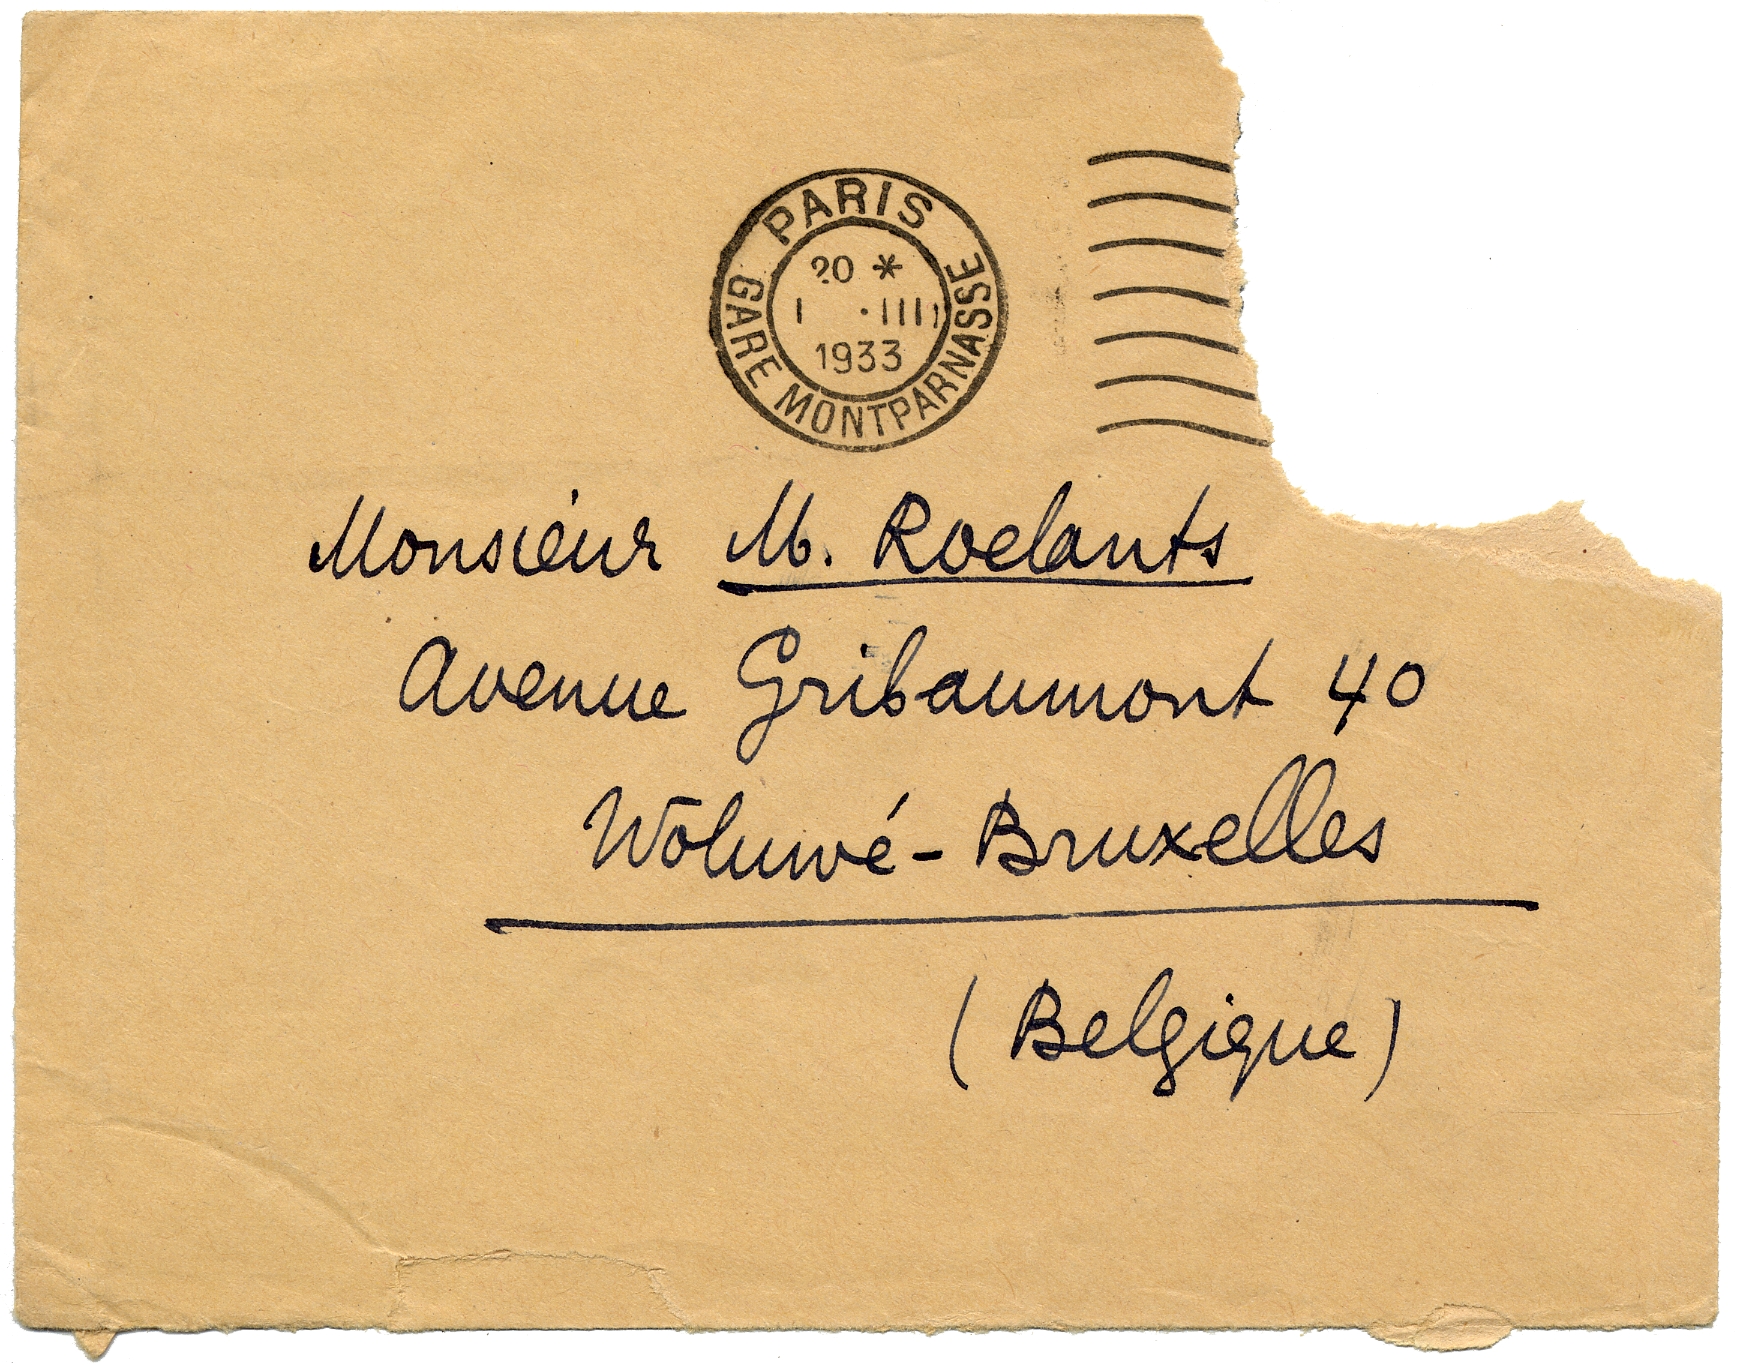 PARIS
20 *
1 · III
1933
GARE MONTPARNASSE
Monsieur M. Roelants
Avenue Gribaumont 40
Woluwé - Bruxelles
(Belgique)